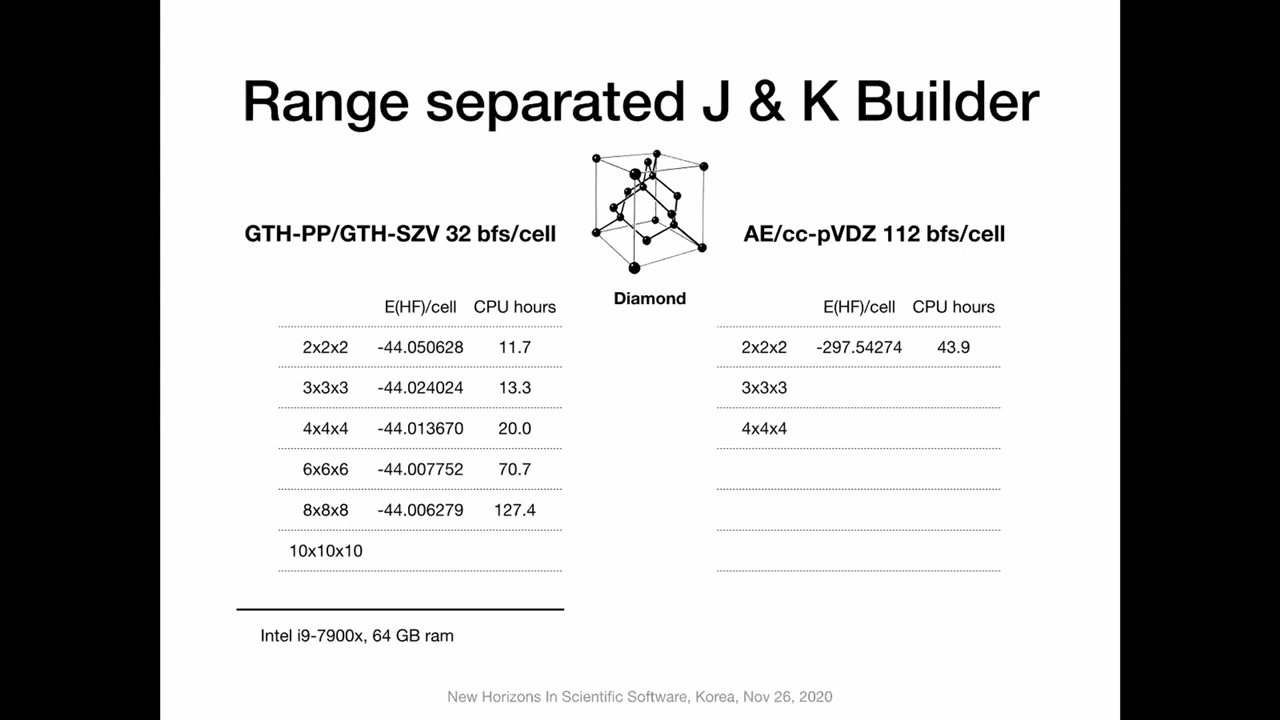 Range separated J & K Builder
GTH-PP/GTH-SZV 32 bfs/cell
E(HF)/cell CPU hours
2x2x2 -44.050628 11.7
3x3x3 -44.024024 13.3
4x4x4 -44.013670 20.0
6x6x6 -44.007752 70.7
8x8x8 -44.006279 127.4
10x10x10
Intel i9-7900x, 64 GB ram
Diamond
AE/cc-pVDZ 112 bfs/cell
E(HF)/cell CPU hours
2x2x2 -297.54274 43.9
3x3x3
4x4x4
New Horizons In Scientific Software, Korea, Nov 26, 2020